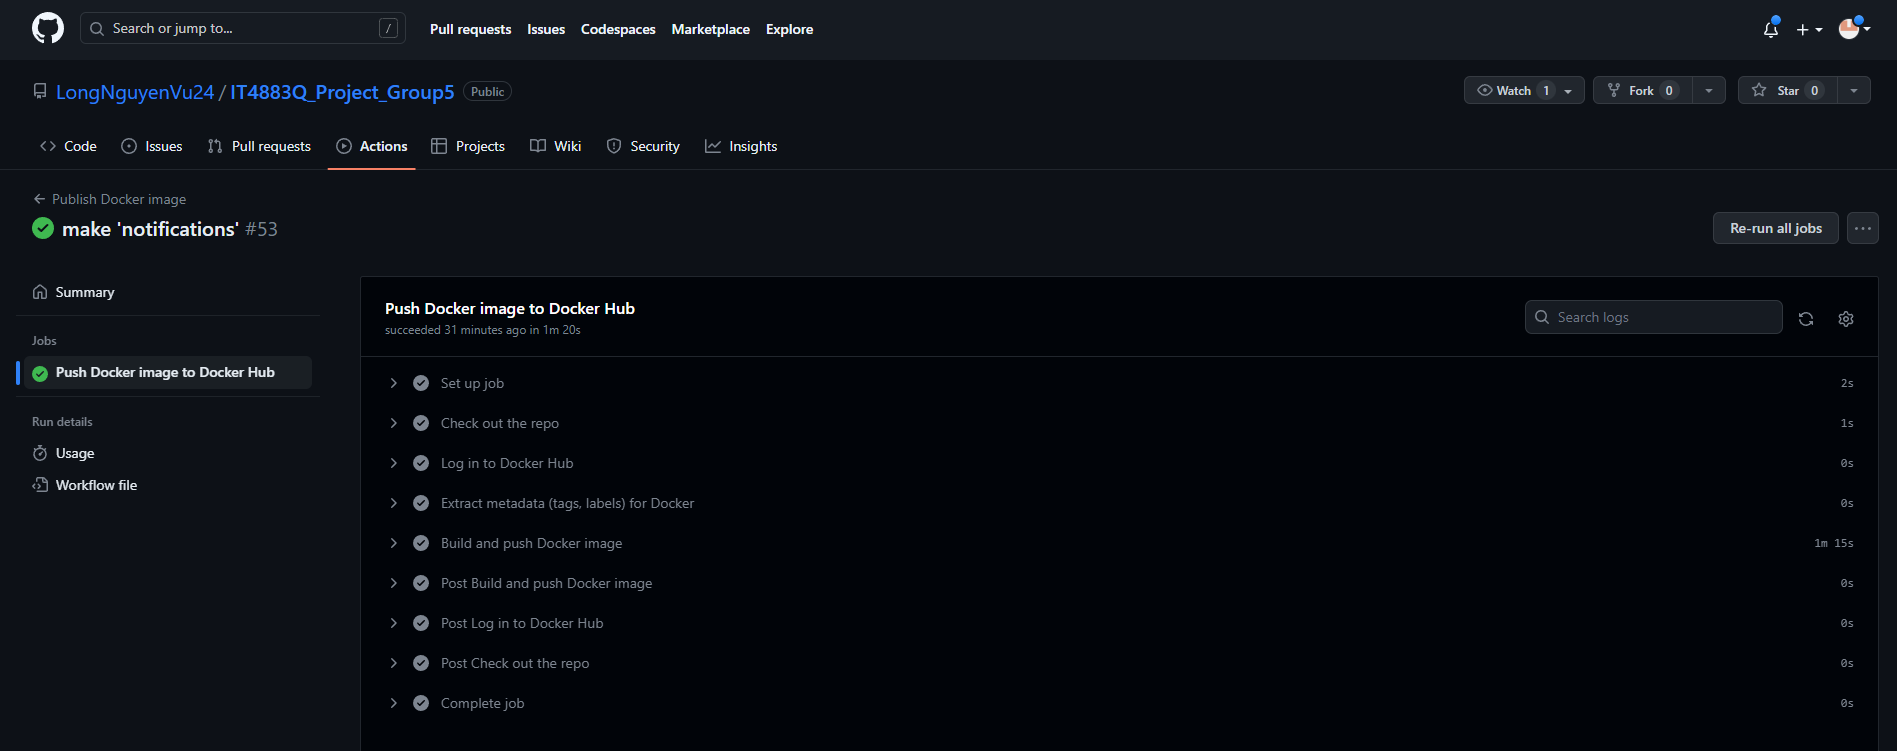 Search or jump to... / Pull requests Issues Codespaces Marketplace Explore
LongNguyenVu24 / IT4883Q_Project_Group5 Public Watch 1 Fork 0 Star 0
Code Issues Pull requests Actions Projects Wiki Security Insights
Publish Docker image
make 'notifications' #53 Re-run all jobs
Summary
Jobs
Push Docker image to Docker Hub
Run details
Usage
Workflow file
Push Docker image to Docker Hub
succeeded 31 minutes ago in 1m 20s
Search logs
Set up job 2s
Check out the repo 1s
Log in to Docker Hub 0s
Extract metadata (tags, labels) for Docker 0s
Build and push Docker image 1m 15s
Post Build and push Docker image 0s
Post Log in to Docker Hub 0s
Post Check out the repo 0s
Complete job 0s